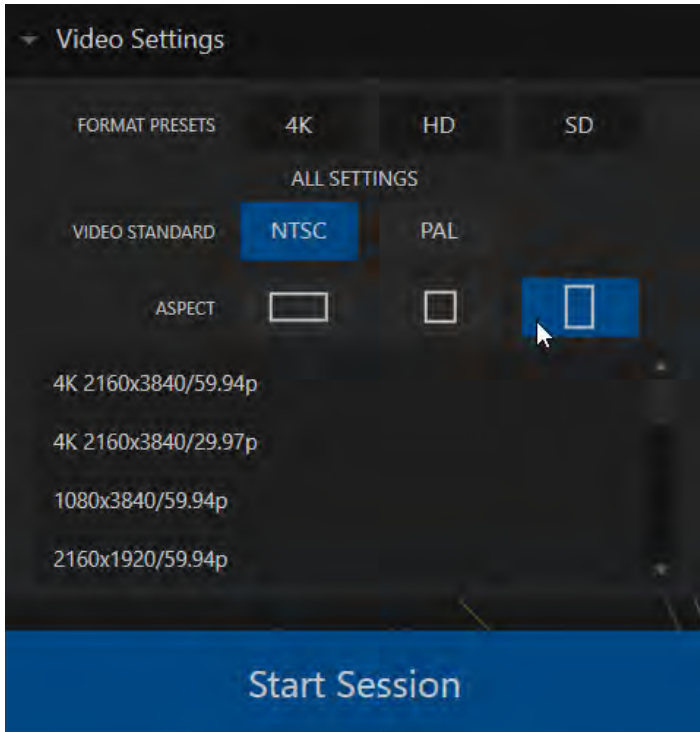 Video Settings
FORMAT PRESETS 4K HD SD
ALL SETTINGS
VIDEO STANDARD NTSC PAL
ASPECT
4K 2160x3840/59.94p
4K 2160x3840/29.97p
1080x3840/59.94p
2160x1920/59.94p
Start Session